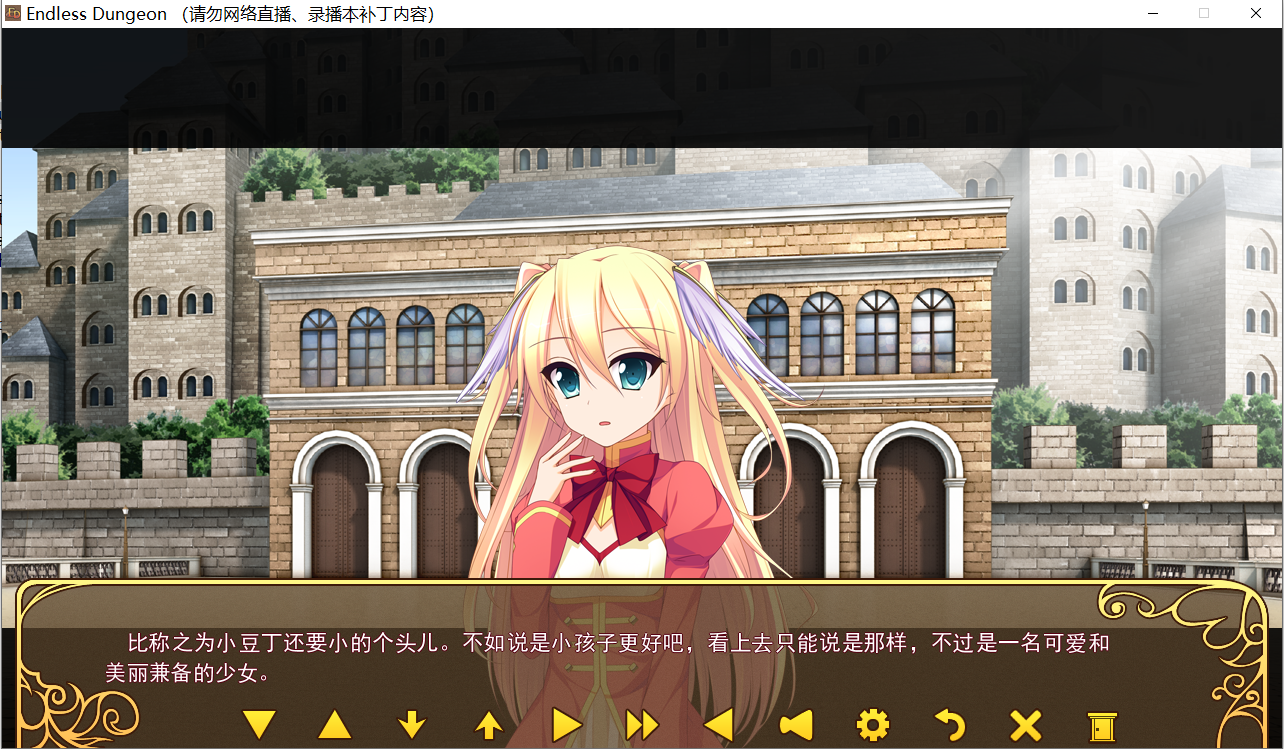 Endless Dungeon （请勿网络直播、录播本补丁内容）
比称之为小豆丁还要小的个头儿。不如说是小孩子更好吧，看上去只能说是那样，不过是一名可爱和
美丽兼备的少女。